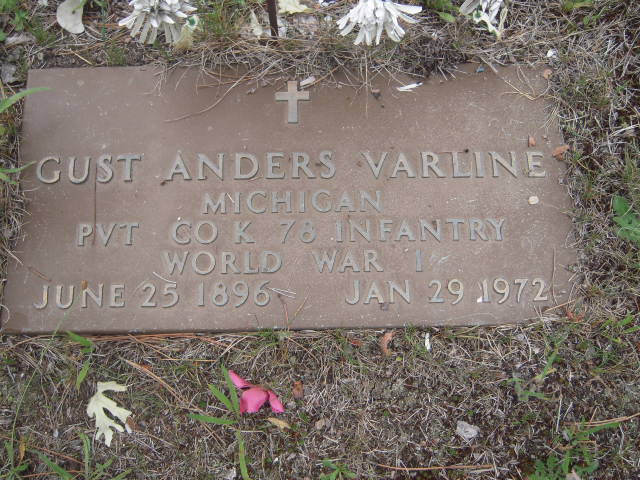 GUST ANDERS VARLINE
MICHIGAN
PVT CO K 78 INFANTRY
WORLD WAR I
JUNE 25 1896 JAN 29 1972